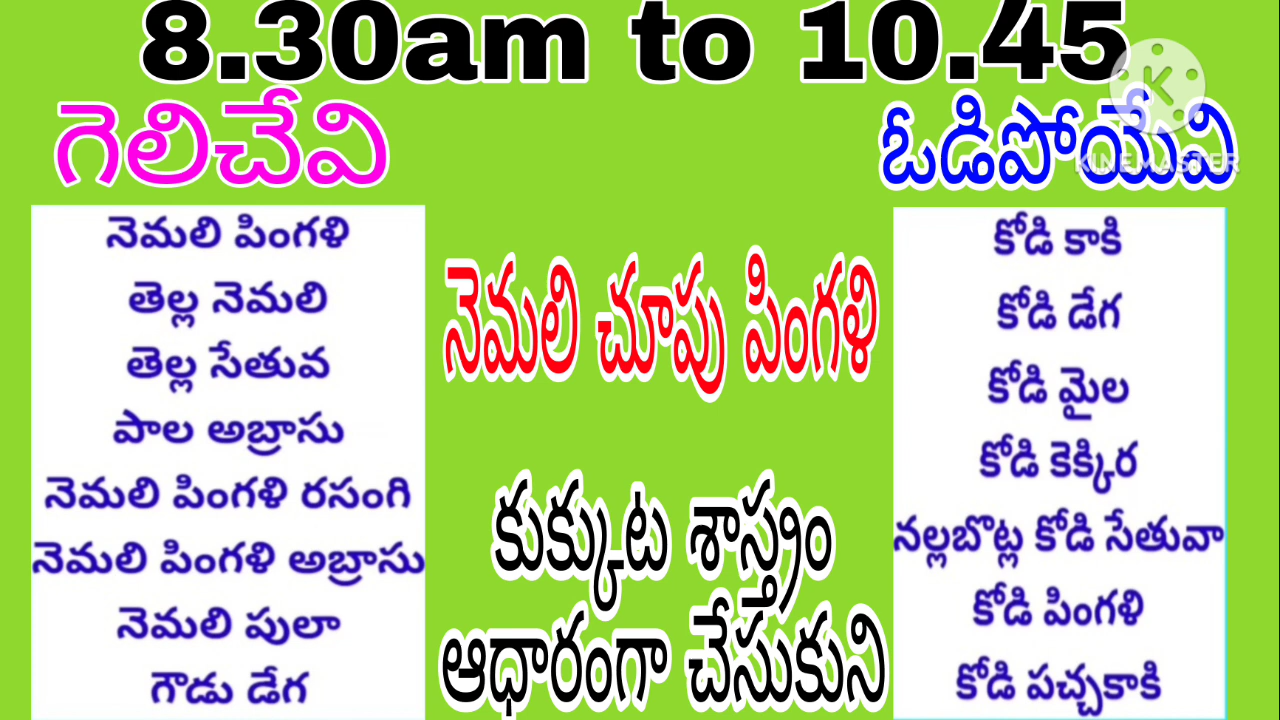 8.30am to 10.45
గెలిచేవి
ఓడిపోయేవి
KINEMASTER
నెమలి పింగళి
తెల్ల నెమలి
తెల్ల సేతువ
పాల అబ్రాసు
నెమలి పింగళి రసంగి
నెమలి పింగళి అబ్రాసు
నెమలి పులా
గౌడు డేగ
నెమలి చూపు పింగళి
కుక్కుట శాస్త్రం
ఆధారంగా చేసుకుని
కోడి కాకి
కోడి డేగ
కోడి మైల
కోడి కెక్కిర
నల్లబొట్ల కోడి సేతువా
కోడి పింగళి
కోడి పచ్చకాకి